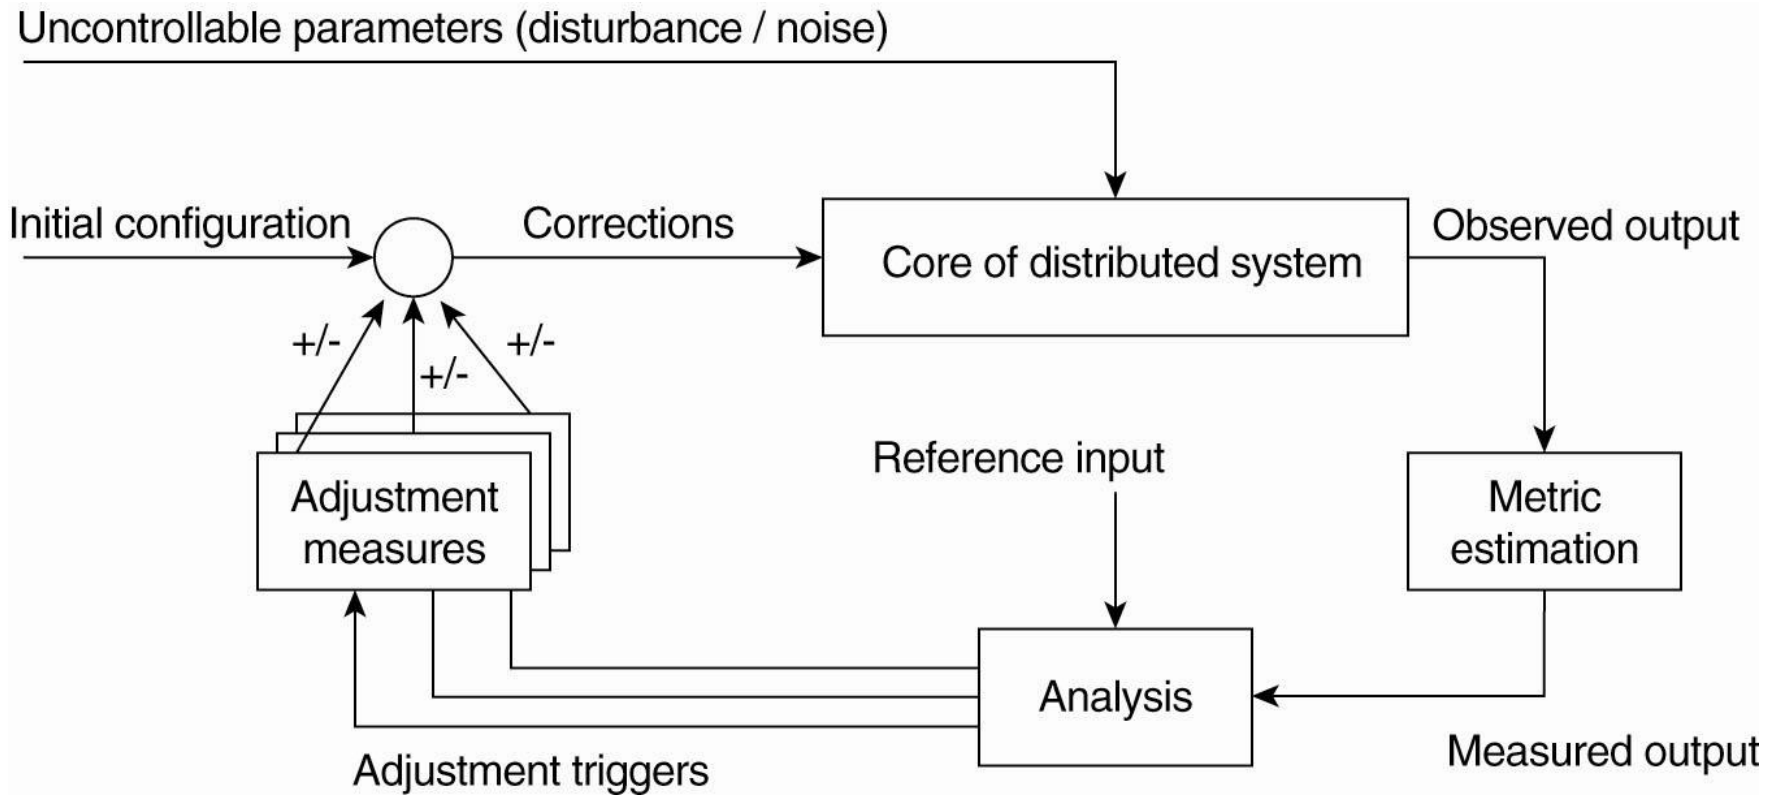 Uncontrollable parameters (disturbance / noise)
Initial configuration
Corrections
Core of distributed system
Observed output
+/-
+/-
+/-
Reference input
Adjustment
measures
Metric
estimation
Analysis
Adjustment triggers
Measured output